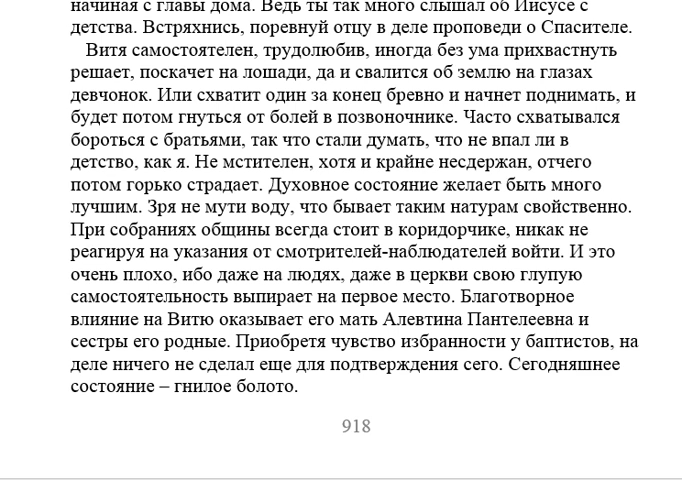 начиная с главы дома. Ведь ты так много слышал об Иисусе с
детства. Встряхнись, поревнуй отцу в деле проповеди о Спасителе.
Витя самостоятелен, трудолюбив, иногда без ума прихвастнуть
решает, поскачет на лошади, да и свалится об землю на глазах
девчонок. Или схватит один за конец бревно и начнет поднимать, и
будет потом гнуться от болей в позвоночнике. Часто схватывался
бороться с братьями, так что стали думать, что не впал ли в
детство, как я. Не мстителен, хотя и крайне несдержан, отчего
потом горько страдает. Духовное состояние желает быть много
лучшим. Зря не мути воду, что бывает таким натурам свойственно.
При собраниях общины всегда стоит в коридорчике, никак не
реагируя на указания от смотрителей-наблюдателей войти. И это
очень плохо, ибо даже на людях, даже в церкви свою глупую
самостоятельность выпирает на первое место. Благотворное
влияние на Витю оказывает его мать Алевтина Пантелеевна и
сестры его родные. Приобретя чувство избранности у баптистов, на
деле ничего не сделал еще для подтверждения сего. Сегодняшнее
состояние – гнилое болото.
918